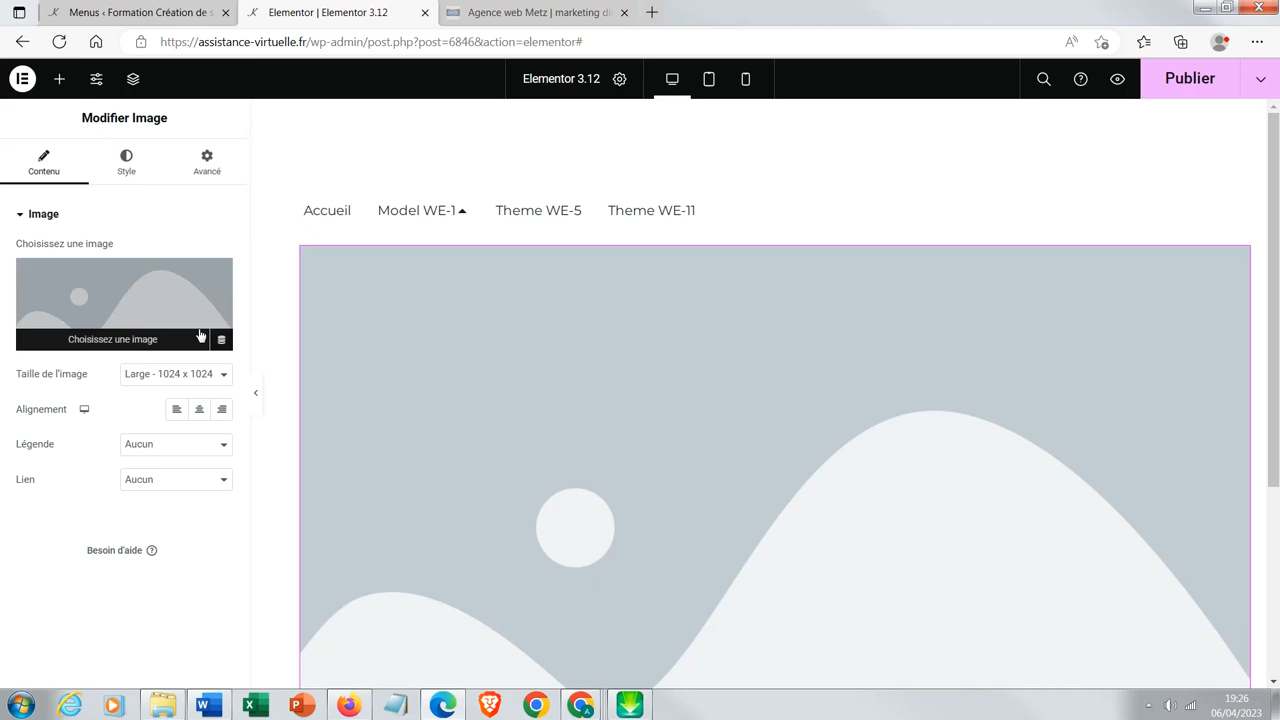 Menus ‹ Formation Création de s
Elementor | Elementor 3.12
Agence web Metz | marketing di
https://assistance-virtuelle.fr/wp-admin/post.php?post=6846&action=elementor#
Elementor 3.12
Publier
Modifier Image
Contenu
Style
Avancé
Image
Choisissez une image
Choisissez une image
Taille de l'image
Large - 1024 x 1024
Alignement
Légende
Aucun
Lien
Aucun
Besoin d'aide
Accueil
Model WE-1
Theme WE-5
Theme WE-11
19:26
06/04/2023